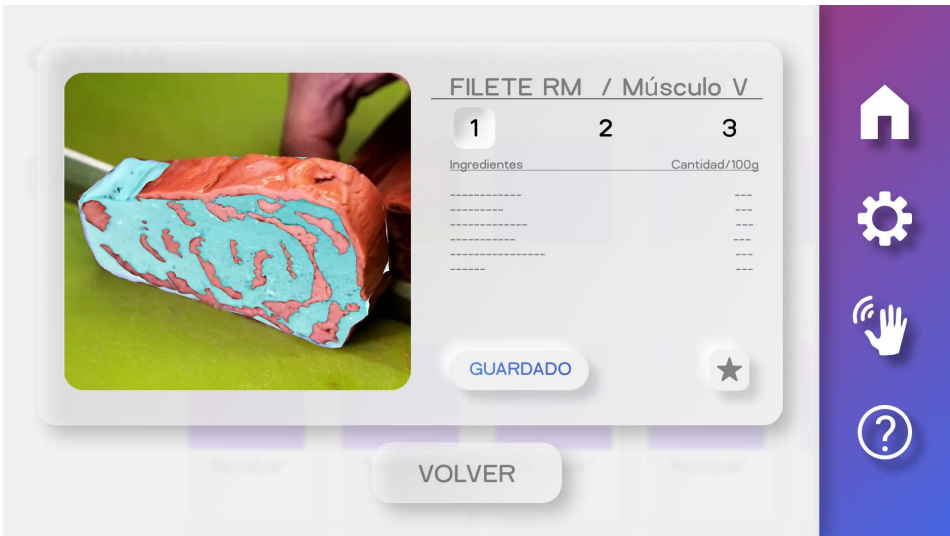 FILETE RM / Músculo V
1 2 3
Ingredientes Cantidad/100g
------------ ---
--------- ---
------------- ---
----------- ---
---------------- ---
------ ---
GUARDADO
VOLVER
?